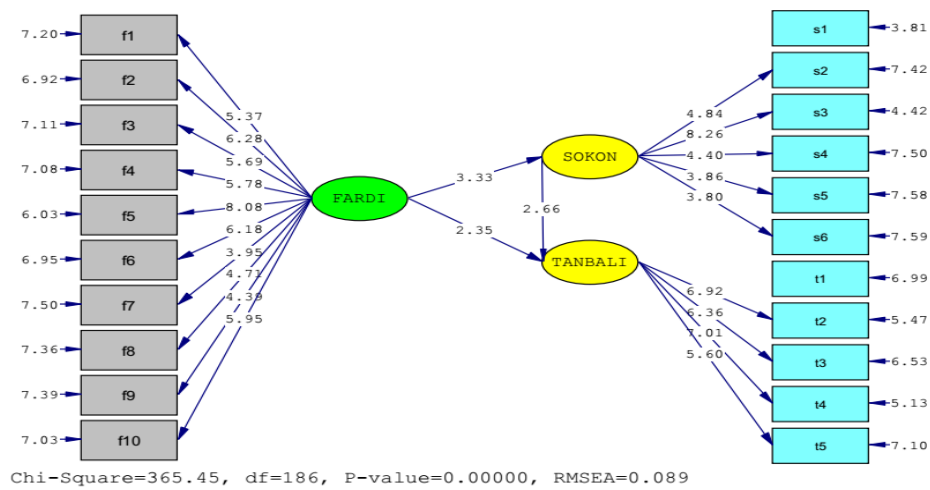 7.20 f1
6.92 f2
7.11 f3
7.08 f4
6.03 f5
6.95 f6
7.50 f7
7.36 f8
7.39 f9
7.03 f10
5.37
6.28
5.69
5.78
8.08
6.18
3.95
4.71
4.39
5.95
FARDI
3.33
2.35
SOKON
2.66
TANBALI
4.84
8.26
4.40
3.86
3.80
6.92
6.36
7.01
5.60
s1 3.81
s2 7.42
s3 4.42
s4 7.50
s5 7.58
s6 7.59
t1 6.99
t2 5.47
t3 6.53
t4 5.13
t5 7.10
Chi-Square=365.45, df=186, P-value=0.00000, RMSEA=0.089